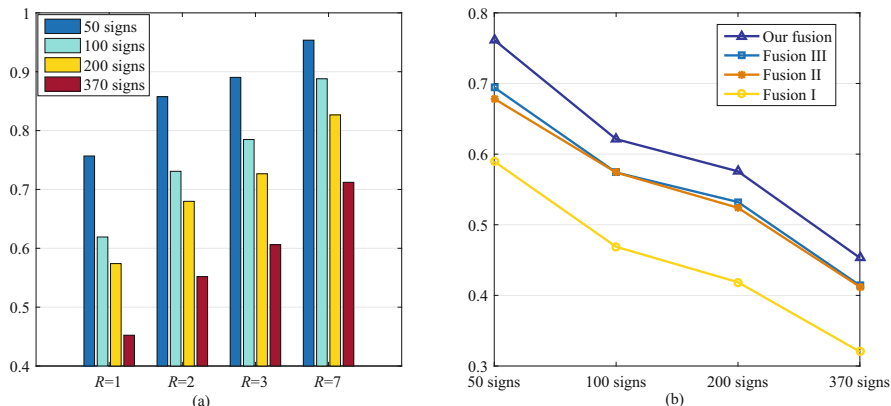 1
0.9
0.8
0.7
0.6
0.5
0.4
50 signs
100 signs
200 signs
370 signs
R=1 R=2 R=3 R=7
(a)
0.8
0.7
0.6
0.5
0.4
0.3
Our fusion
Fusion III
Fusion II
Fusion I
50 signs 100 signs 200 signs 370 signs
(b)